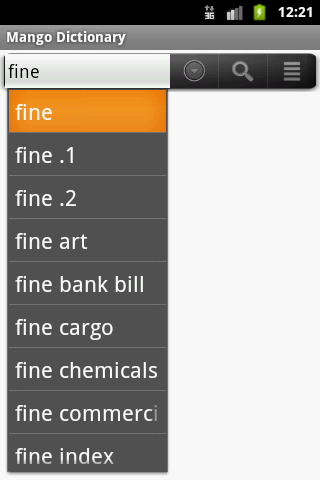 3G 12:21
Mango Dictionary
fine
fine
fine .1
fine .2
fine art
fine bank bill
fine cargo
fine chemicals
fine commerci
fine index